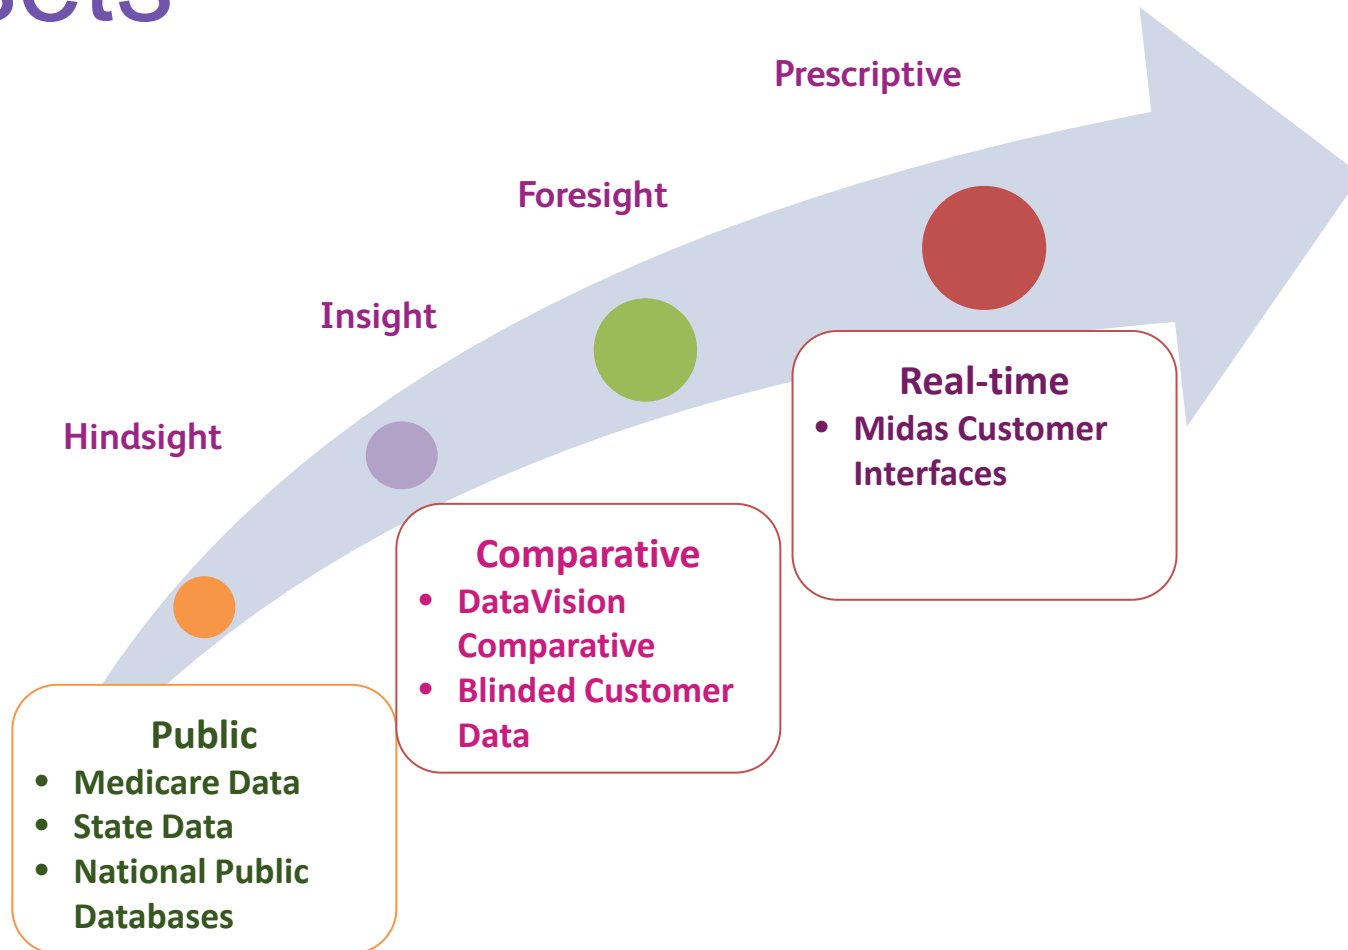 Prescriptive
Foresight
Insight
Hindsight
Real-time
• Midas Customer
Interfaces
Comparative
• DataVision
Comparative
• Blinded Customer
Data
Public
• Medicare Data
• State Data
• National Public
Databases